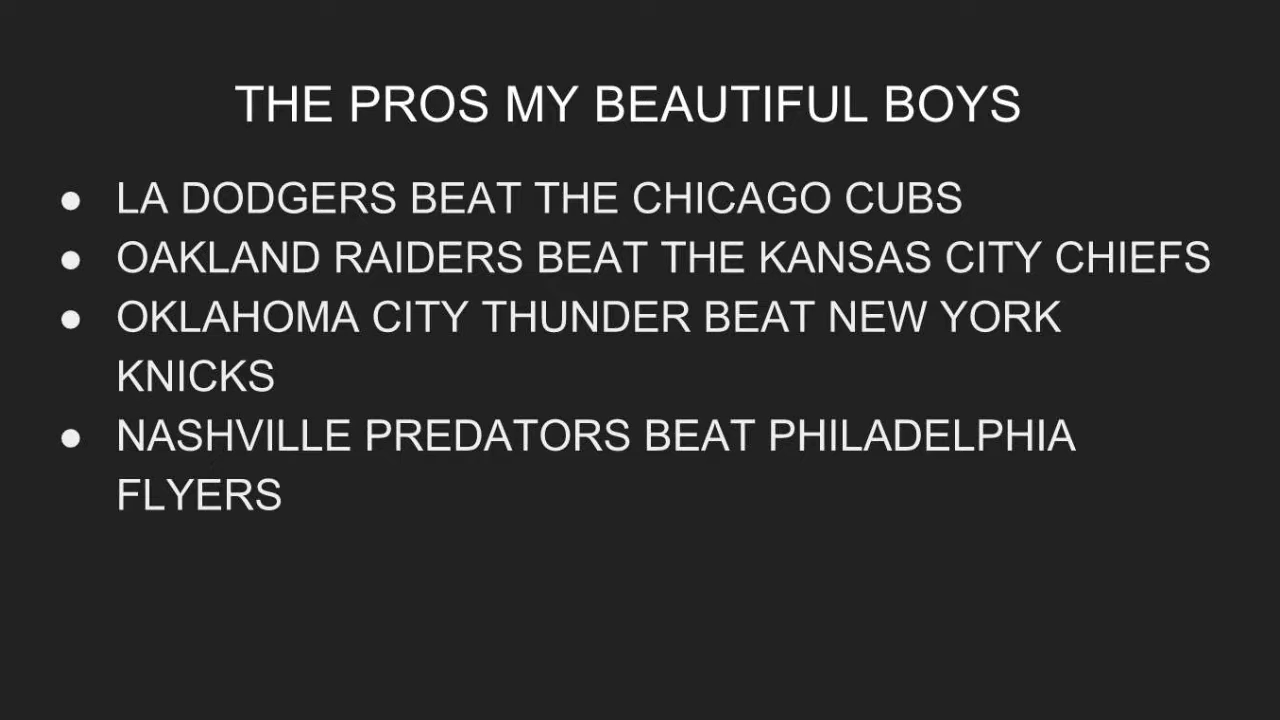 THE PROS MY BEAUTIFUL BOYS
● LA DODGERS BEAT THE CHICAGO CUBS
● OAKLAND RAIDERS BEAT THE KANSAS CITY CHIEFS
● OKLAHOMA CITY THUNDER BEAT NEW YORK
KNICKS
● NASHVILLE PREDATORS BEAT PHILADELPHIA
FLYERS